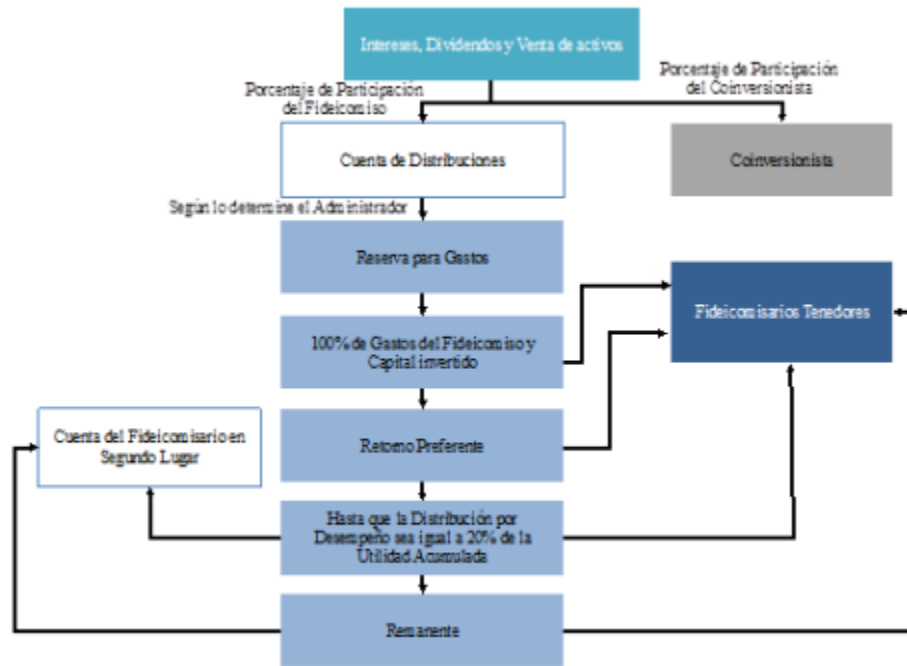 Intereses, Dividendos y Venta de activos
Porcentaje de Participación
del Fideicomiso
Porcentaje de Participación
del Coinversionista
Cuenta de Distribuciones
Coinversionista
Según lo determine el Administrador
Reserva para Gastos
Fideicomisarios Tenedores
100% de Gastos del Fideicomiso y
Capital invertido
Cuenta del Fideicomisario en
Segundo Lugar
Retorno Preferente
Hasta que la Distribución por
Desempeño sea igual a 20% de la
Utilidad Acumulada
Remanente